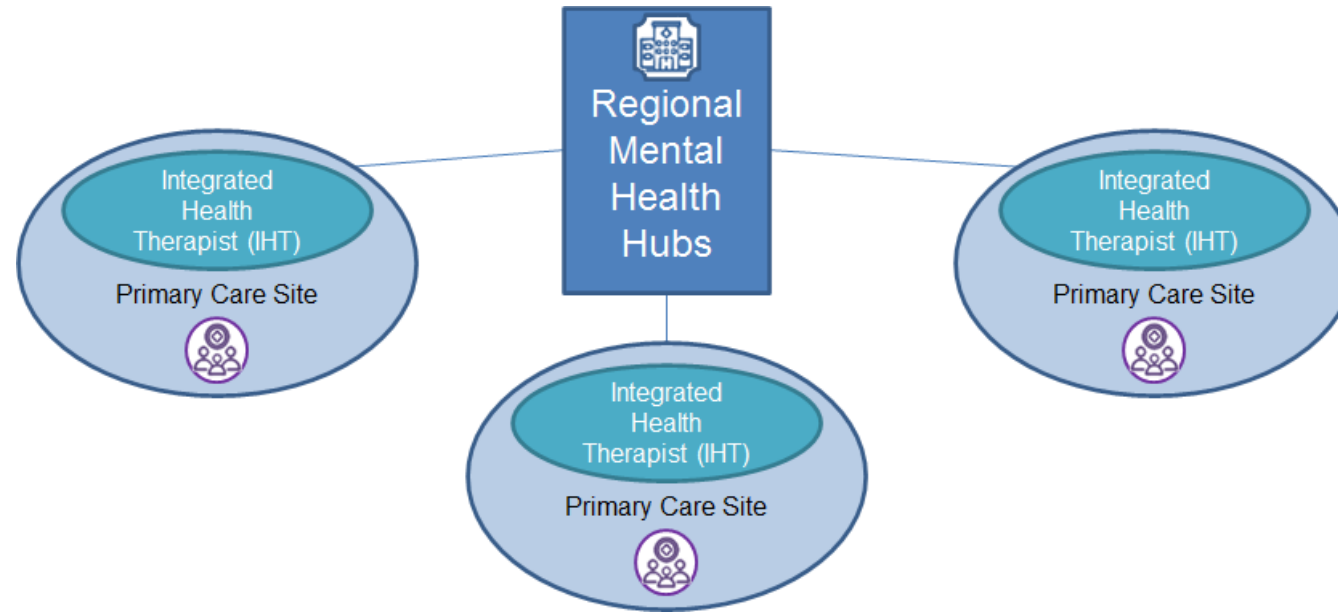 Regional
Mental
Health
Hubs
Integrated
Health
Therapist (IHT)
Primary Care Site
Integrated
Health
Therapist (IHT)
Primary Care Site
Integrated
Health
Therapist (IHT)
Primary Care Site